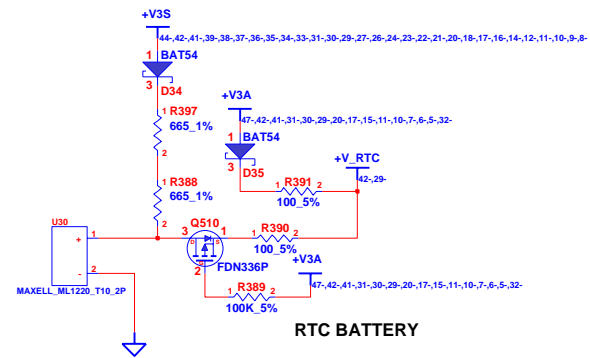 +V3S
44-,42-,41-,39-,38-,37-,36-,35-,34-,33-,31-,30-,29-,27-,26-,24-,23-,22-,21-,20-,18-,17-,16-,14-,12-,11-,10-,9-,8-
1 BAT54
3 D34
+V3A
47-,42-,41-,31-,30-,29-,20-,17-,15-,11-,10-,7-,6-,5-,32-
1 R397
665_1%
2
1 BAT54
3 D35
+V_RTC
42-,29-
1 R388
665_1%
2
1 R391 2
100_5%
U30
+ 1
- 2
MAXELL_ML1220_T10_2P
Q510
3 D S 1
G
2
FDN336P
1 R390 2
100_5%
+V3A
47-,42-,41-,31-,30-,29-,20-,17-,15-,11-,10-,7-,6-,5-,32-
1 R389 2
100K_5%
RTC BATTERY